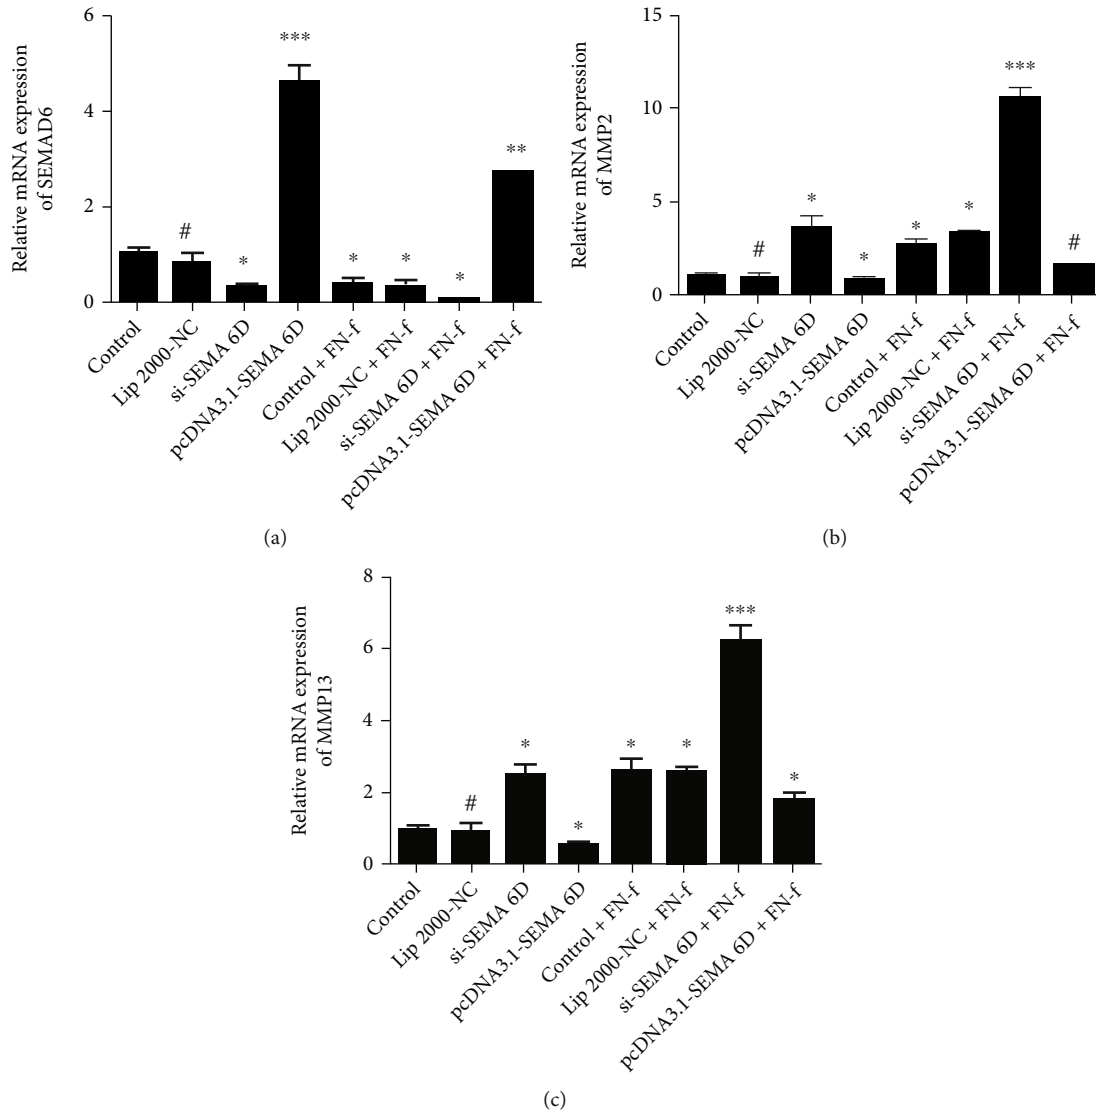 Relative mRNA expression
of SEMAD6
6
4
2
0
#
*
***
*
*
*
**
Control
Lip 2000-NC
si-SEMA 6D
pcDNA3.1-SEMA 6D
Control + FN-f
Lip 2000-NC + FN-f
si-SEMA 6D + FN-f
pcDNA3.1-SEMA 6D + FN-f
(a)
Relative mRNA expression
of MMP2
15
10
5
0
#
*
*
*
*
***
#
Control
Lip 2000-NC
si-SEMA 6D
pcDNA3.1-SEMA 6D
Control + FN-f
Lip 2000-NC + FN-f
si-SEMA 6D + FN-f
pcDNA3.1-SEMA 6D + FN-f
(b)
Relative mRNA expression
of MMP13
8
6
4
2
0
#
*
*
*
*
***
*
Control
Lip 2000-NC
si-SEMA 6D
pcDNA3.1-SEMA 6D
Control + FN-f
Lip 2000-NC + FN-f
si-SEMA 6D + FN-f
pcDNA3.1-SEMA 6D + FN-f
(c)